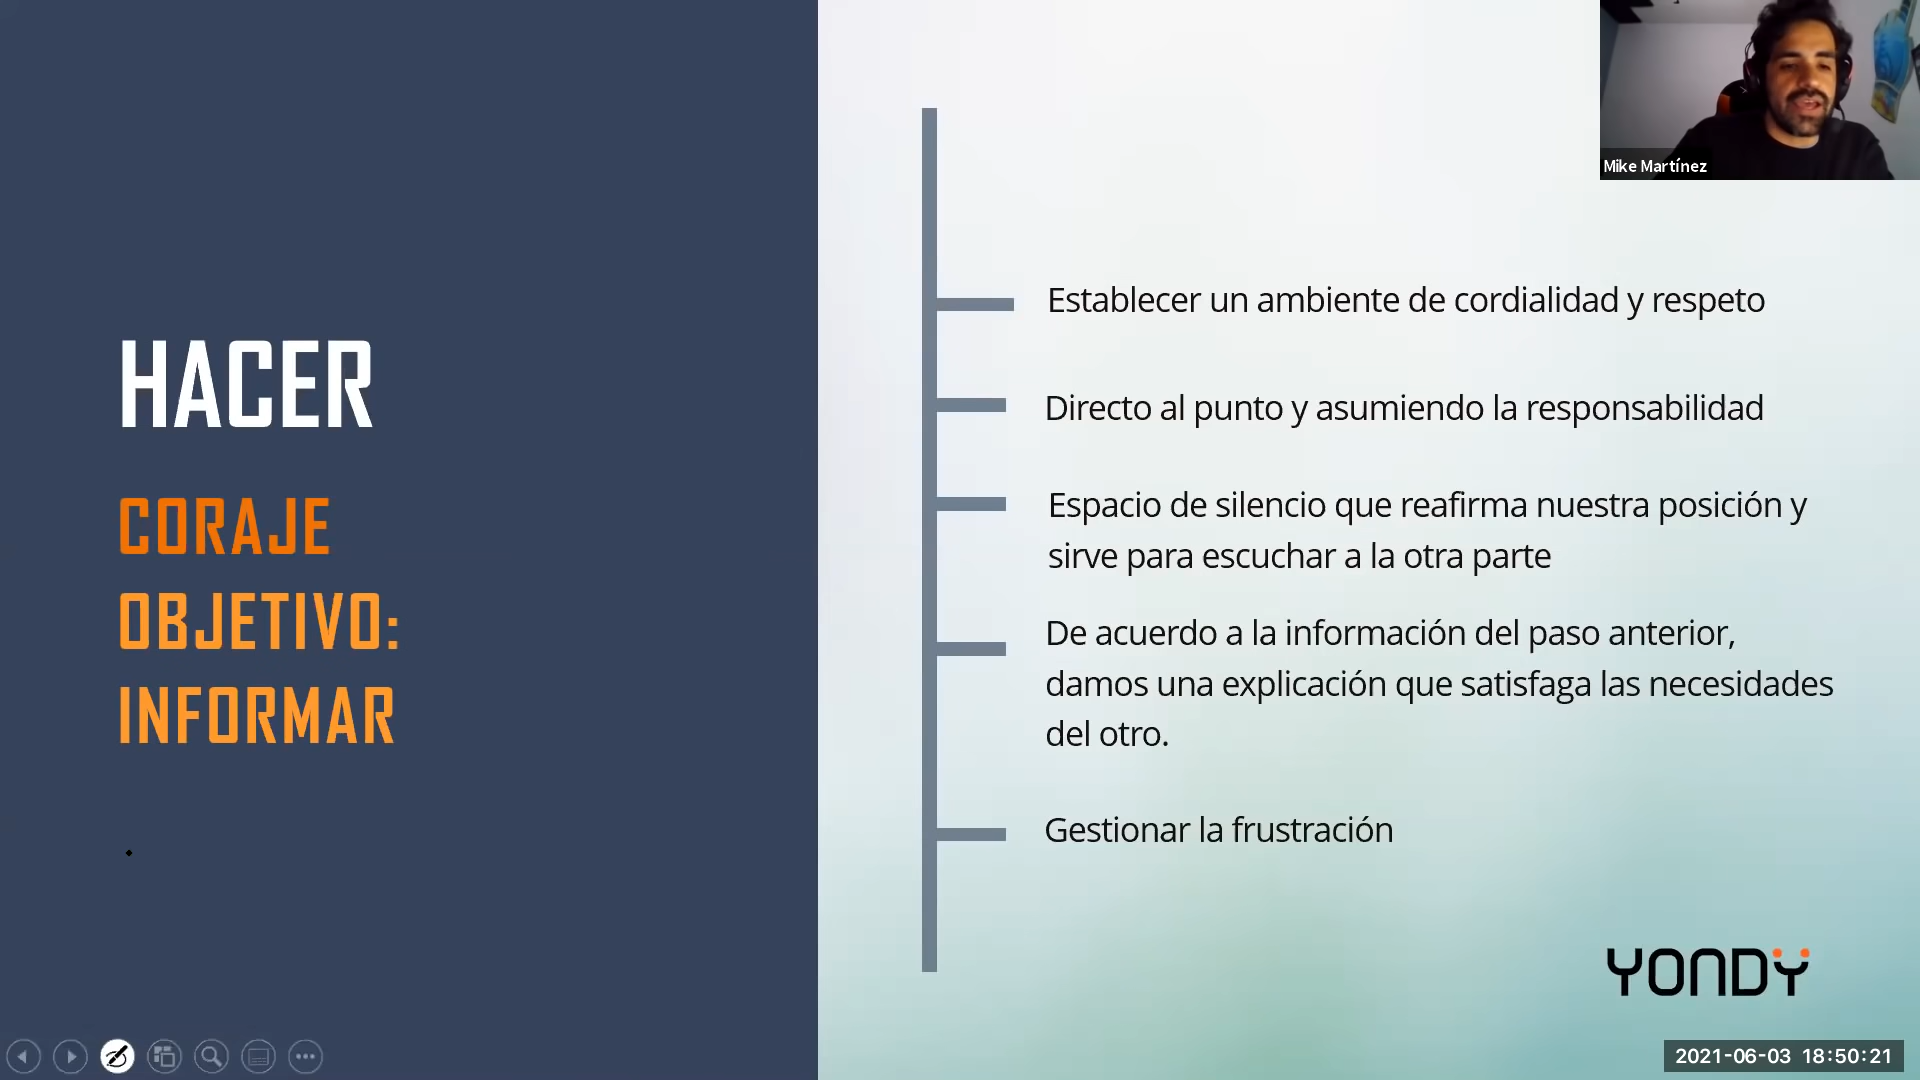 Mike Martínez
HACER
CORAJE
OBJETIVO:
INFORMAR
Establecer un ambiente de cordialidad y respeto
Directo al punto y asumiendo la responsabilidad
Espacio de silencio que reafirma nuestra posición y
sirve para escuchar a la otra parte
De acuerdo a la información del paso anterior,
damos una explicación que satisfaga las necesidades
del otro.
Gestionar la frustración
YONDY
2021-06-03 18:50:21